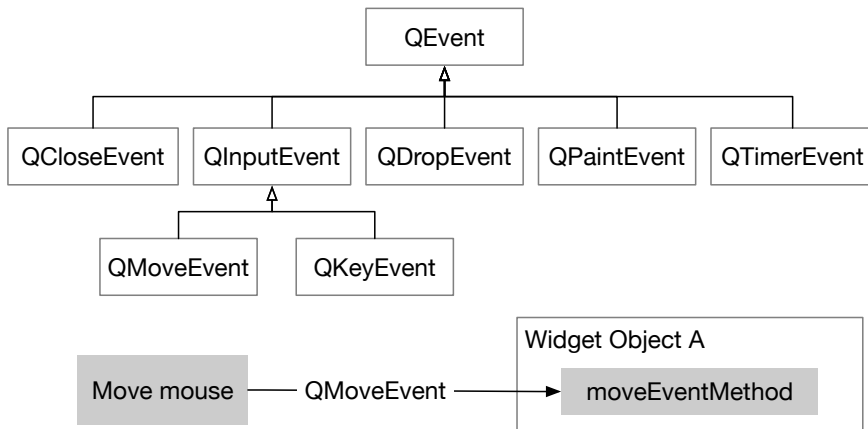 QEvent
QCloseEvent
QInputEvent
QDropEvent
QPaintEvent
QTimerEvent
QMoveEvent
QKeyEvent
Widget Object A
Move mouse
QMoveEvent
moveEventMethod